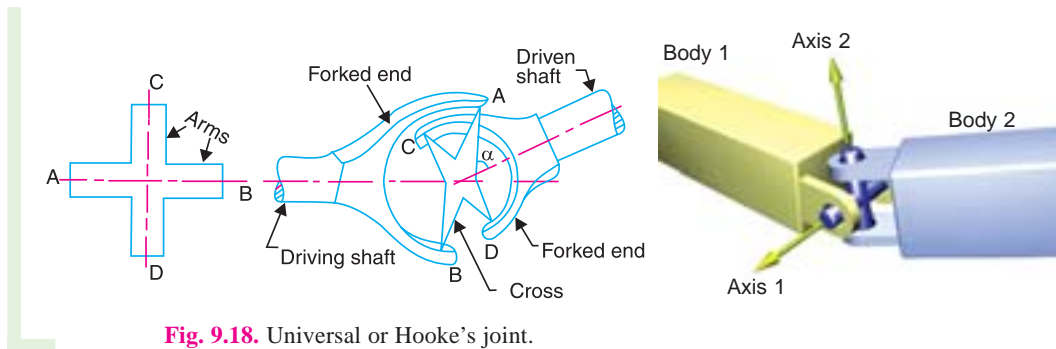 C
Arms
A
B
D
Forked end
Driven
shaft
A
C
α
Driving shaft
B
D
Forked end
Cross
Body 1
Axis 2
Body 2
Axis 1
Fig. 9.18. Universal or Hooke's joint.